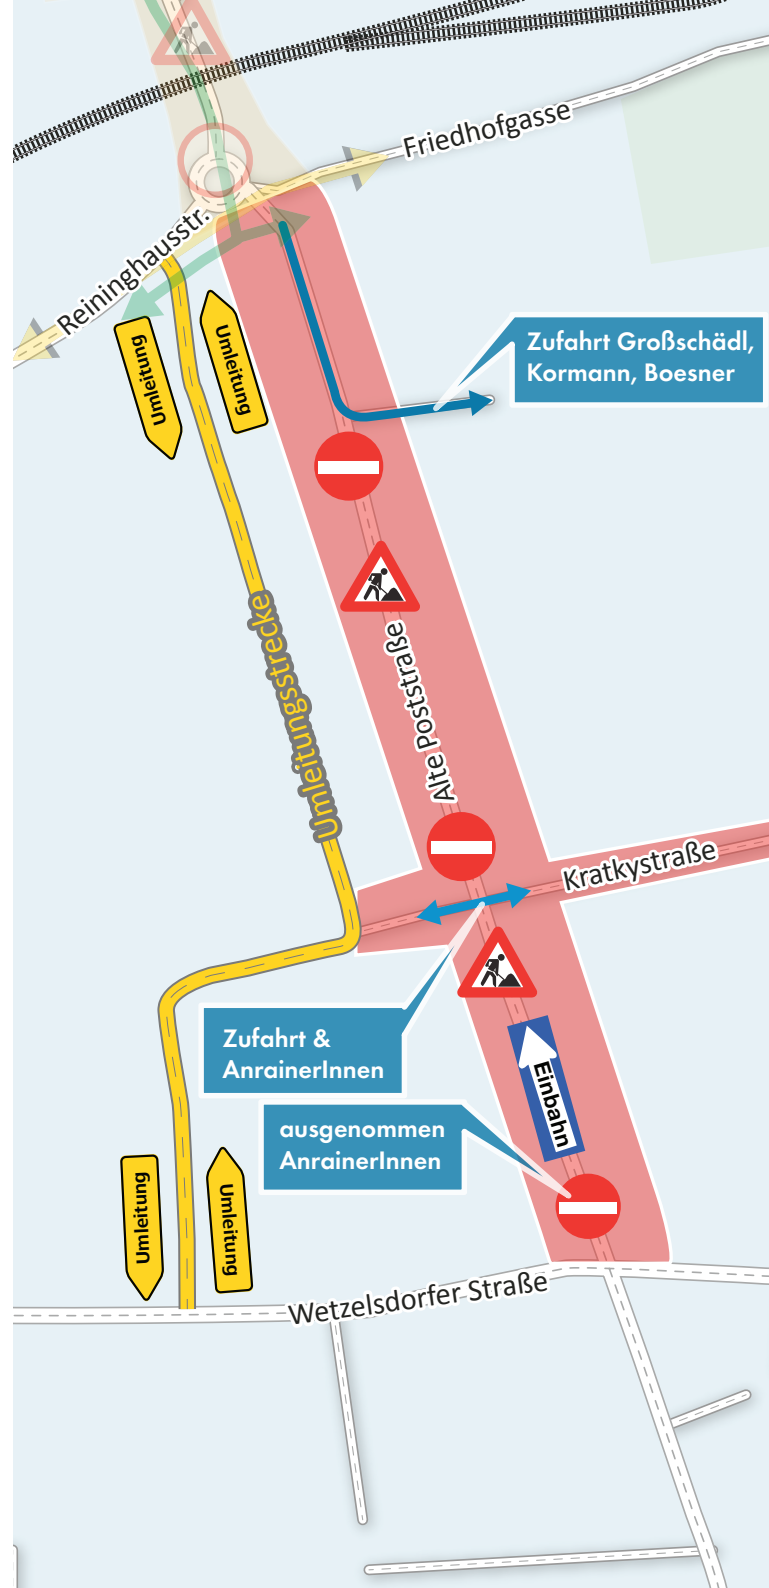 Friedhofgasse
Reininghausstr.
Umleitung
Umleitung
Zufahrt Großschädl,
Kormann, Boesner
Umleitungsstrecke
Alte Poststraße
Kratkystraße
Zufahrt &
AnrainerInnen
Einbahn
ausgenommen
AnrainerInnen
Umleitung
Umleitung
Wetzelsdorfer Straße